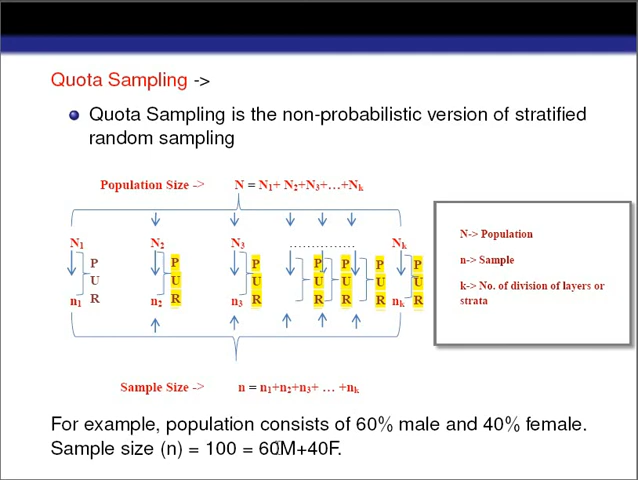 Quota Sampling ->
Quota Sampling is the non-probabilistic version of stratified
random sampling
Population Size -> N = N1+ N2+N3+…+Nk
N1 N2 N3 ............... Nk
P P P P P P P
U U U U U U U
n1 R n2 R n3 R R R R nk R
Sample Size -> n = n1+n2+n3+ … +nk
N-> Population
n-> Sample
k-> No. of division of layers or
strata
For example, population consists of 60% male and 40% female.
Sample size (n) = 100 = 60M+40F.